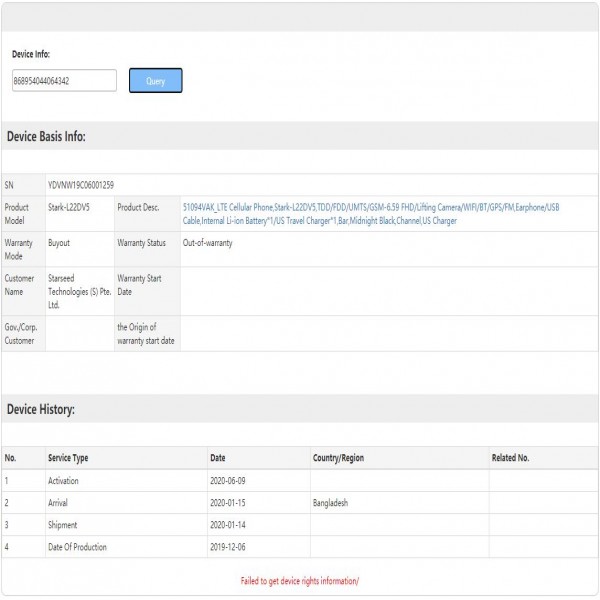 Device Info:
868954044064342
Query
Device Basis Info:
SN YDVNW19C06001259
Product Model Stark-L22DV5 Product Desc. 51094VAK_LTE Cellular Phone,Stark-L22DV5,TDD/FDD/UMTS/GSM-6.59 FHD/Lifting Camera/WIFI/BT/GPS/FM,Earphone/USB
Cable,Internal Li-ion Battery*1/US Travel Charger*1,Bar,Midnight Black,Channel,US Charger
Warranty Mode Buyout Warranty Status Out-of-warranty
Customer Name Starseed Technologies (S) Pte. Ltd. Warranty Start Date
Gov./Corp. Customer the Origin of warranty start date
Device History:
No. Service Type Date Country/Region Related No.
1 Activation 2020-06-09
2 Arrival 2020-01-15 Bangladesh
3 Shipment 2020-01-14
4 Date Of Production 2019-12-06
Failed to get device rights information/